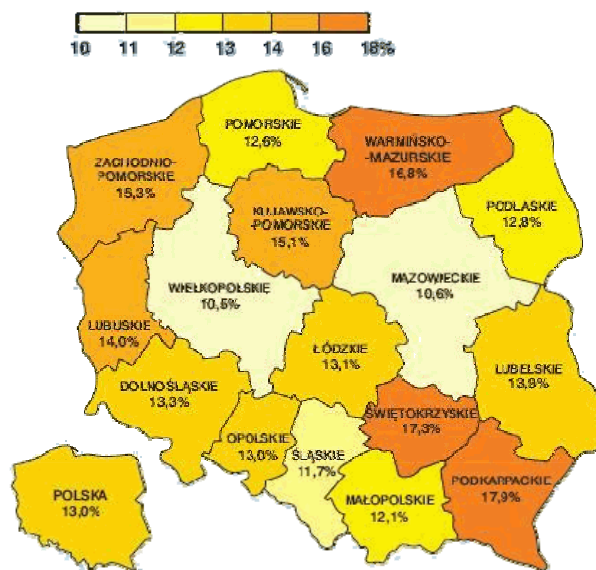 10 11 12 13 14 16 18%
POMORSKIE
12,6%
WARMIŃSKO-
-MAZURSKIE
16,8%
ZACHODNIO-
POMORSKIE
15,3%
PODLASKIE
12,8%
KUJAWSKO-
-POMORSKIE
15,1%
WIELKOPOLSKIE
10,5%
MAZOWIECKIE
10,6%
LUBUSKIE
14,0%
ŁÓDZKIE
13,1%
LUBELSKIE
13,8%
DOLNOŚLĄSKIE
13,3%
ŚWIĘTOKRZYSKIE
17,3%
OPOLSKIE
13,0%
ŚLĄSKIE
11,7%
PODKARPACKIE
17,9%
MAŁOPOLSKIE
12,1%
POLSKA
13,0%